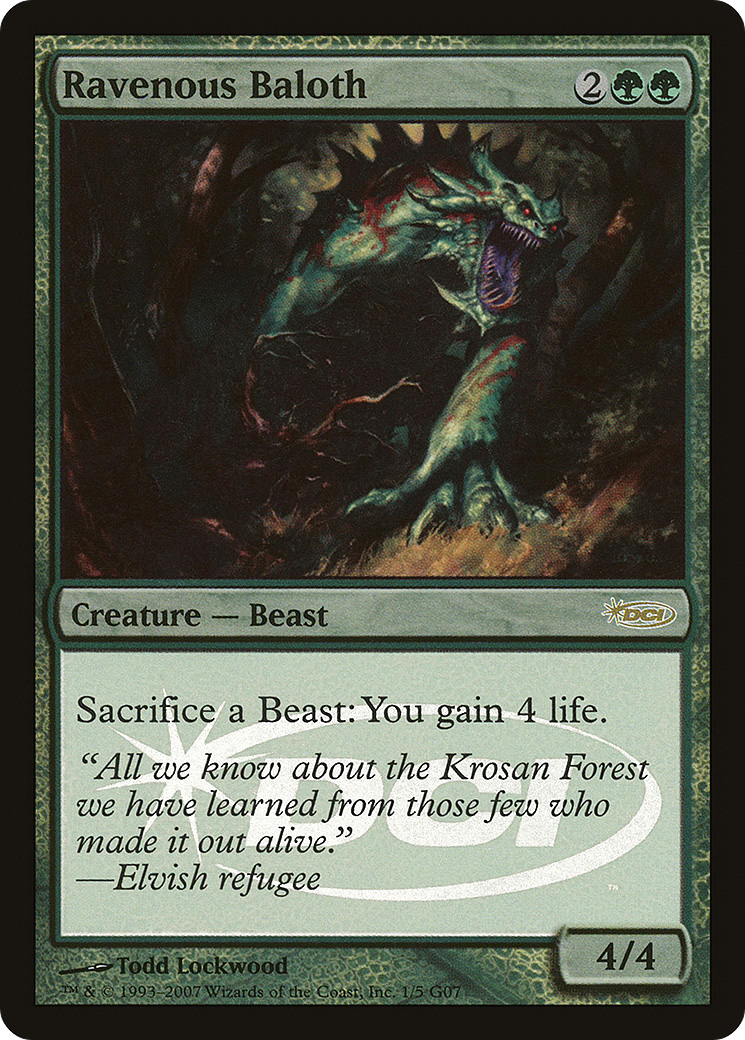 Ravenous Baloth 2
Creature — Beast DCI
Sacrifice a Beast: You gain 4 life.
“All we know about the Krosan Forest
we have learned from those few who
made it out alive.”
—Elvish refugee
DCI
™
4/4
Todd Lockwood
™ & © 1993–2007 Wizards of the Coast, Inc. 1/5 G07